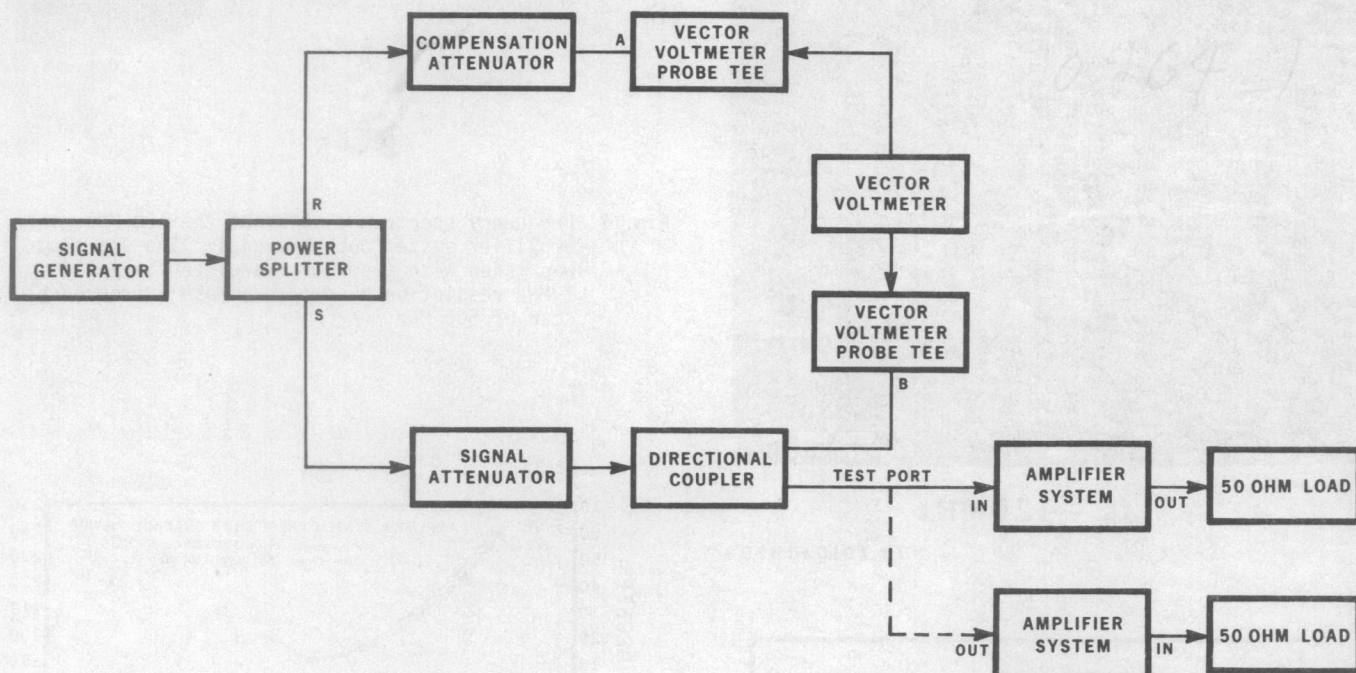 COMPENSATION
ATTENUATOR
A
VECTOR
VOLTMETER
PROBE TEE
R
VECTOR
VOLTMETER
SIGNAL
GENERATOR
POWER
SPLITTER
S
VECTOR
VOLTMETER
PROBE TEE
B
SIGNAL
ATTENUATOR
DIRECTIONAL
COUPLER
TEST PORT
IN
AMPLIFIER
SYSTEM
OUT
50 OHM LOAD
OUT
AMPLIFIER
SYSTEM
IN
50 OHM LOAD